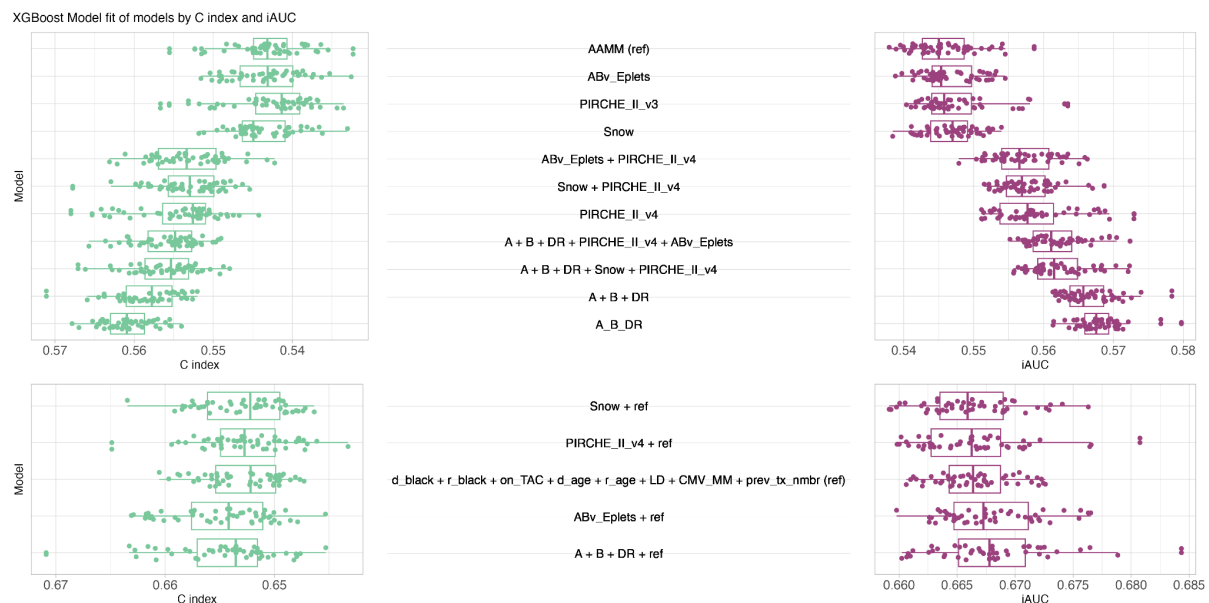 XGBoost Model fit of models by C index and iAUC
Model
AAMM (ref)
ABv_Eplets
PIRCHE_II_v3
Snow
ABv_Eplets + PIRCHE_II_v4
Snow + PIRCHE_II_v4
PIRCHE_II_v4
A + B + DR + PIRCHE_II_v4 + ABv_Eplets
A + B + DR + Snow + PIRCHE_II_v4
A + B + DR
A_B_DR
0.57 0.56 0.55 0.54
C index
0.54 0.55 0.56 0.57 0.58
iAUC
Model
Snow + ref
PIRCHE_II_v4 + ref
d_black + r_black + on_TAC + d_age + r_age + LD + CMV_MM + prev_tx_nmbr (ref)
ABv_Eplets + ref
A + B + DR + ref
0.67 0.66 0.65
C index
0.660 0.665 0.670 0.675 0.680 0.685
iAUC